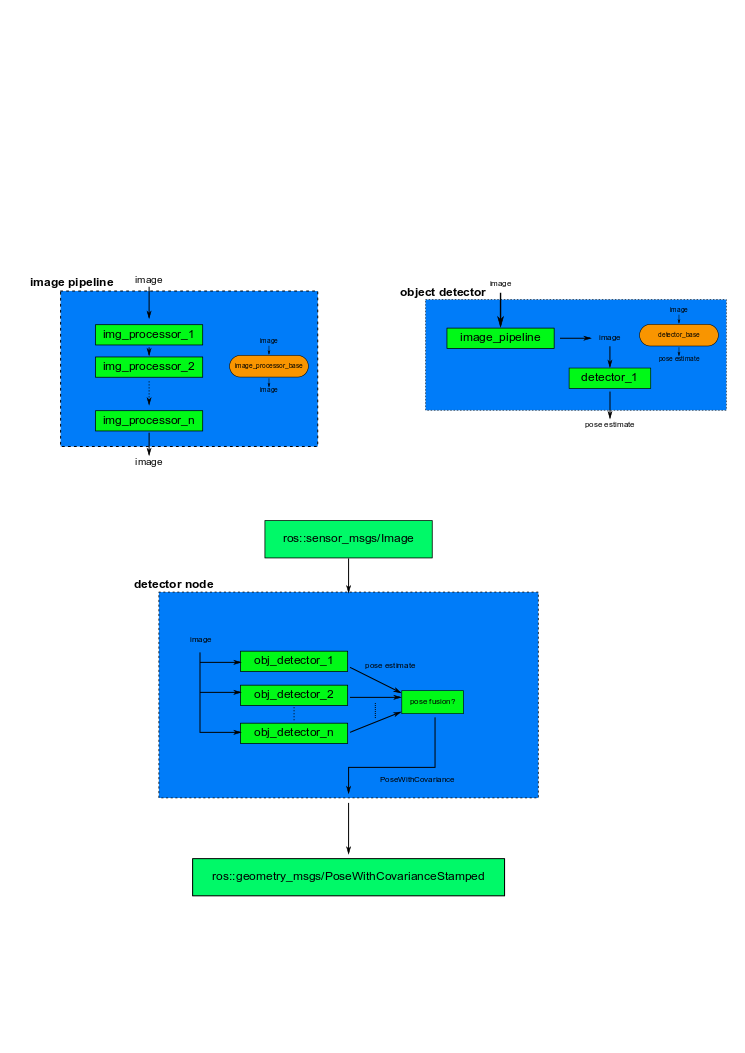 image pipeline
image
img_processor_1
img_processor_2
img_processor_n
image
image
image_processor_base
image
object detector
image
image_pipeline
image
detector_1
pose estimate
image
detector_base
pose estimate
ros::sensor_msgs/Image
detector node
image
obj_detector_1
obj_detector_2
obj_detector_n
pose estimate
pose fusion?
PoseWithCovariance
ros::geometry_msgs/PoseWithCovarianceStamped